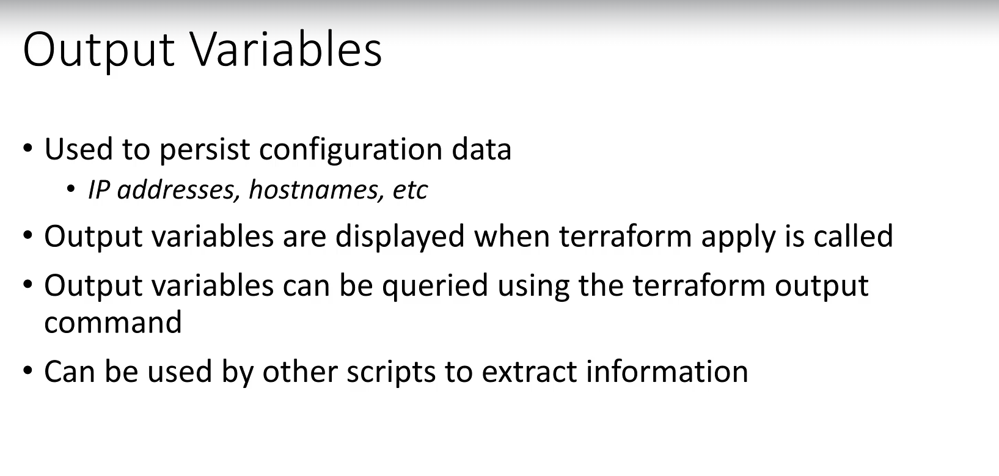 Output Variables
• Used to persist configuration data
• IP addresses, hostnames, etc
• Output variables are displayed when terraform apply is called
• Output variables can be queried using the terraform output
command
• Can be used by other scripts to extract information